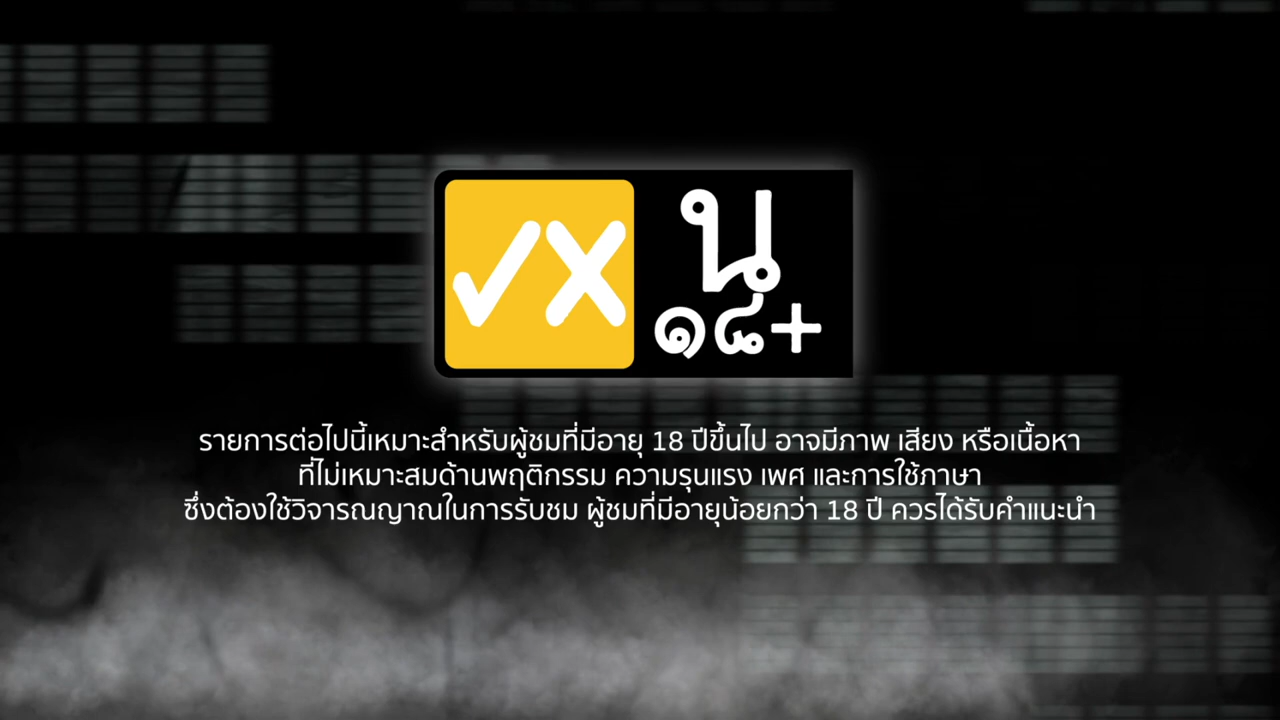 √X น
๑๘+
รายการต่อไปนี้เหมาะสำหรับผู้ชมที่มีอายุ 18 ปีขึ้นไป อาจมีภาพ เสียง หรือเนื้อหา
ที่ไม่เหมาะสมด้านพฤติกรรม ความรุนแรง เพศ และการใช้ภาษา
ซึ่งต้องใช้วิจารณญาณในการรับชม ผู้ชมที่มีอายุน้อยกว่า 18 ปี ควรได้รับคำแนะนำ